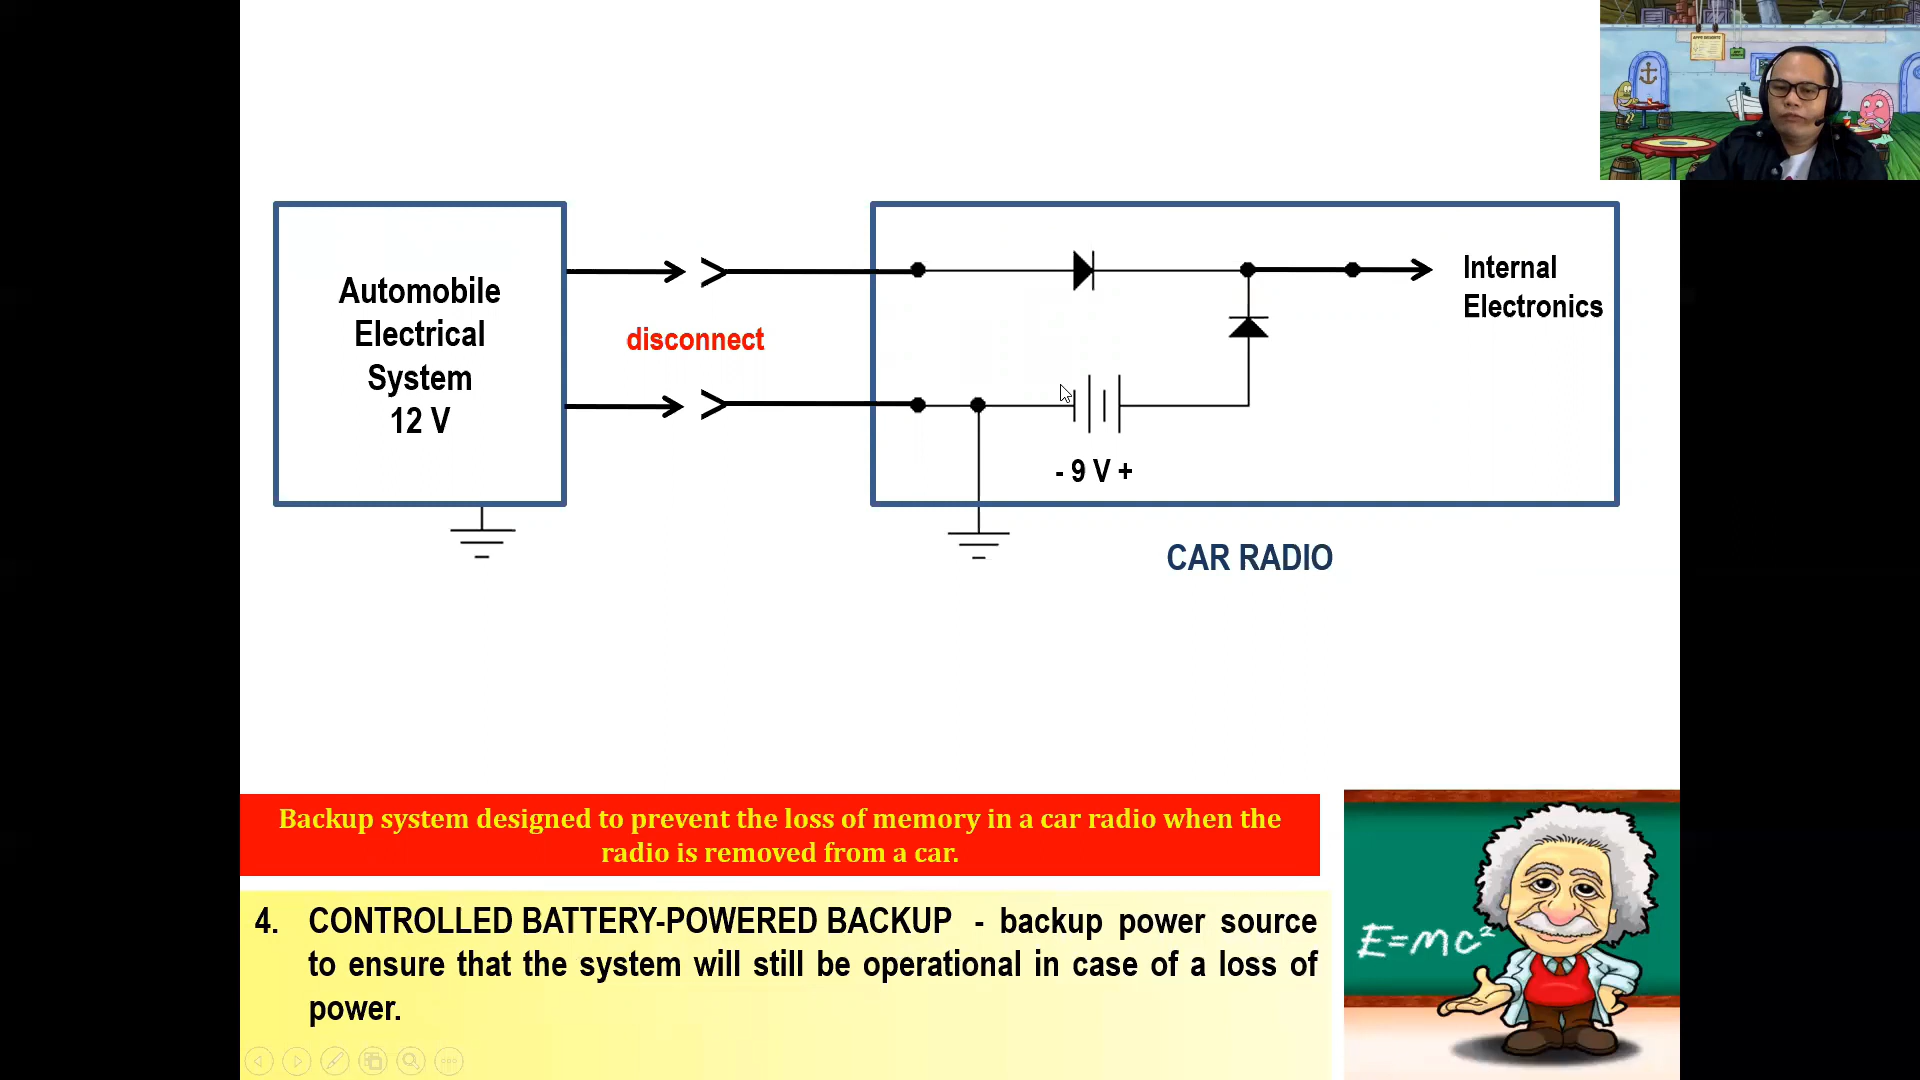 Automobile
Electrical
System
12 V
disconnect
Internal
Electronics
- 9 V +
CAR RADIO
Backup system designed to prevent the loss of memory in a car radio when the
radio is removed from a car.
4. CONTROLLED BATTERY-POWERED BACKUP - backup power source
to ensure that the system will still be operational in case of a loss of
power.
E=mc²